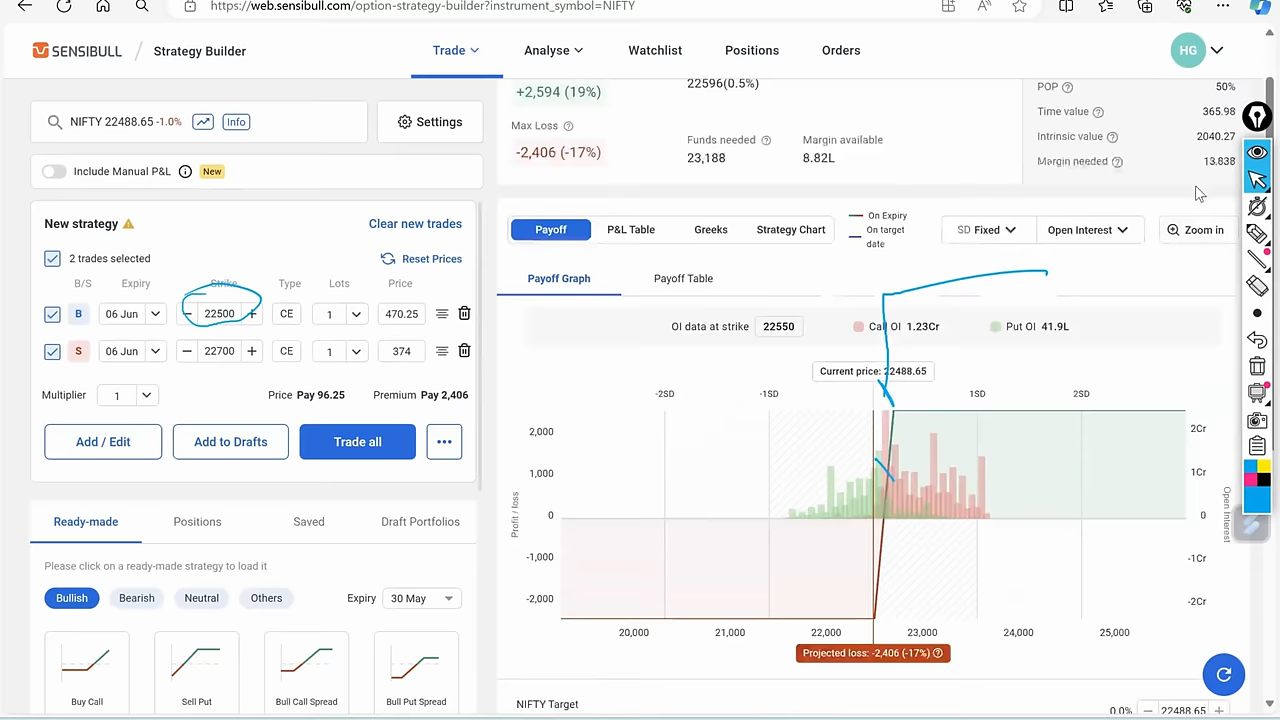 https://web.sensibull.com/option-strategy-builder?instrument_symbol=NIFTY
SENSIBULL / Strategy Builder
Trade Analyse Watchlist Positions Orders
HG
NIFTY 22488.65 -1.0% Info
Settings
Include Manual P&L New
New strategy
Clear new trades
2 trades selected
Reset Prices
B/S Expiry Strike Type Lots Price
B 06 Jun 22500 CE 1 470.25
S 06 Jun 22700 CE 1 374
Multiplier 1 Price Pay 96.25 Premium Pay 2,406
Add / Edit
Add to Drafts
Trade all
Ready-made Positions Saved Draft Portfolios
Please click on a ready-made strategy to load it
Bullish Bearish Neutral Others Expiry 30 May
Buy Call
Sell Put
Bull Call Spread
Bull Put Spread
+2,594 (19%)
22596(0.5%)
Max Loss
-2,406 (-17%)
Funds needed
23,188
Margin available
8.82L
POP 50%
Time value 365.98
Intrinsic value 2040.27
Margin needed 13.838
Payoff P&L Table Greeks Strategy Chart
On Expiry
On target
date
SD Fixed
Open Interest
Zoom in
Payoff Graph Payoff Table
OI data at strike 22550 Call OI 1.23Cr Put OI 41.9L
Current price: 22488.65
-2SD -1SD 1SD 2SD
2,000
1,000
0
-1,000
-2,000
Profit / loss
2Cr
1Cr
0
-1Cr
-2Cr
Open Interest
20,000 21,000 22,000 23,000 24,000 25,000
Projected loss: -2,406 (-17%)
NIFTY Target
0.0% − 22488.65 +